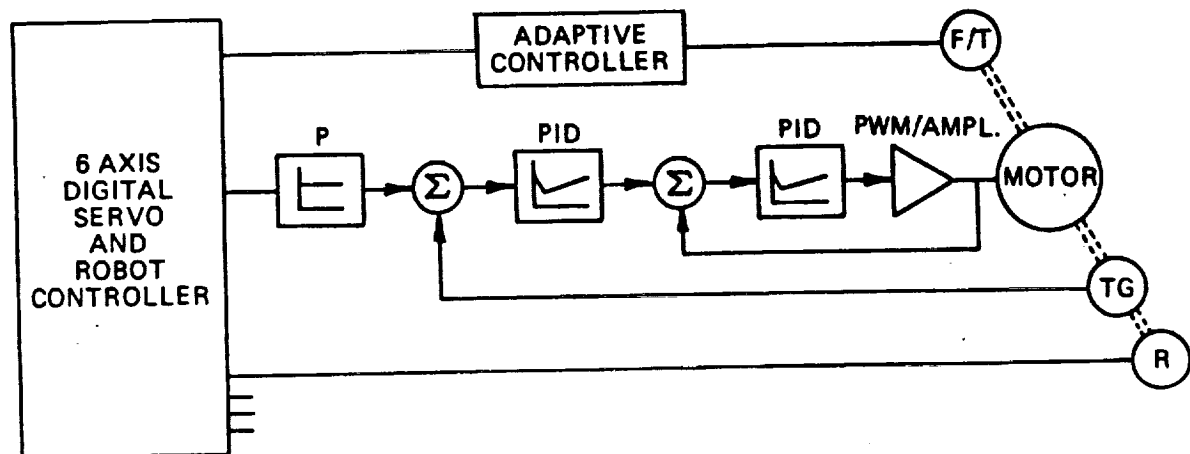 ADAPTIVE
CONTROLLER
F/T
P
PID
PID
PWM/AMPL.
6 AXIS
DIGITAL
SERVO
AND
ROBOT
CONTROLLER
Σ
Σ
MOTOR
TG
R